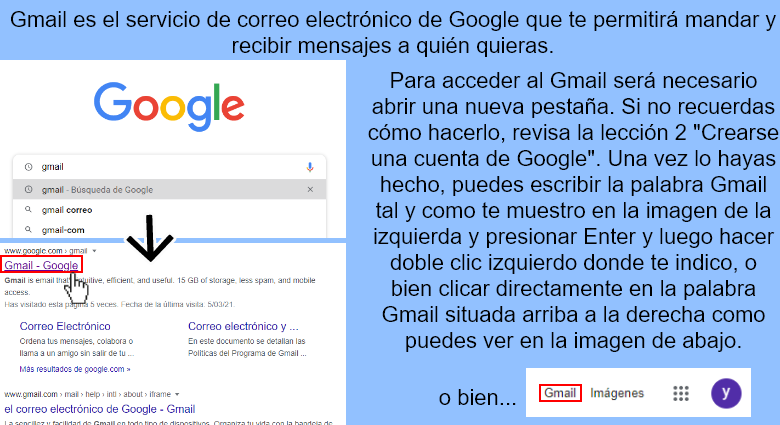 Gmail es el servicio de correo electrónico de Google que te permitirá mandar y
recibir mensajes a quién quieras.
Google
gmail
gmail - Búsqueda de Google
gmail correo
gmail-com
www.google.com › gmail
Gmail - Google
Gmail is email that's intuitive, efficient, and useful. 15 GB of storage, less spam, and mobile
access.
Has visitado esta página 5 veces. Fecha de la última visita: 5/03/21.
Correo Electrónico
Ordena tus mensajes, colabora o
llama a un amigo sin salir de tu ...
Correo electrónico y ...
En este documento se detallan las
Políticas del Programa de Gmail ...
Más resultados de google.com »
www.gmail.com › mail › help › intl › about › iframe
el correo electrónico de Google - Gmail
La sencillez y facilidad de Gmail en todo tipo de dispositivos. Organiza tu vida con la bandeja de
Para acceder al Gmail será necesario
abrir una nueva pestaña. Si no recuerdas
cómo hacerlo, revisa la lección 2 "Crearse
una cuenta de Google". Una vez lo hayas
hecho, puedes escribir la palabra Gmail
tal y como te muestro en la imagen de la
izquierda y presionar Enter y luego hacer
doble clic izquierdo donde te indico, o
bien clicar directamente en la palabra
Gmail situada arriba a la derecha como
puedes ver en la imagen de abajo.
o bien...
Gmail Imágenes y